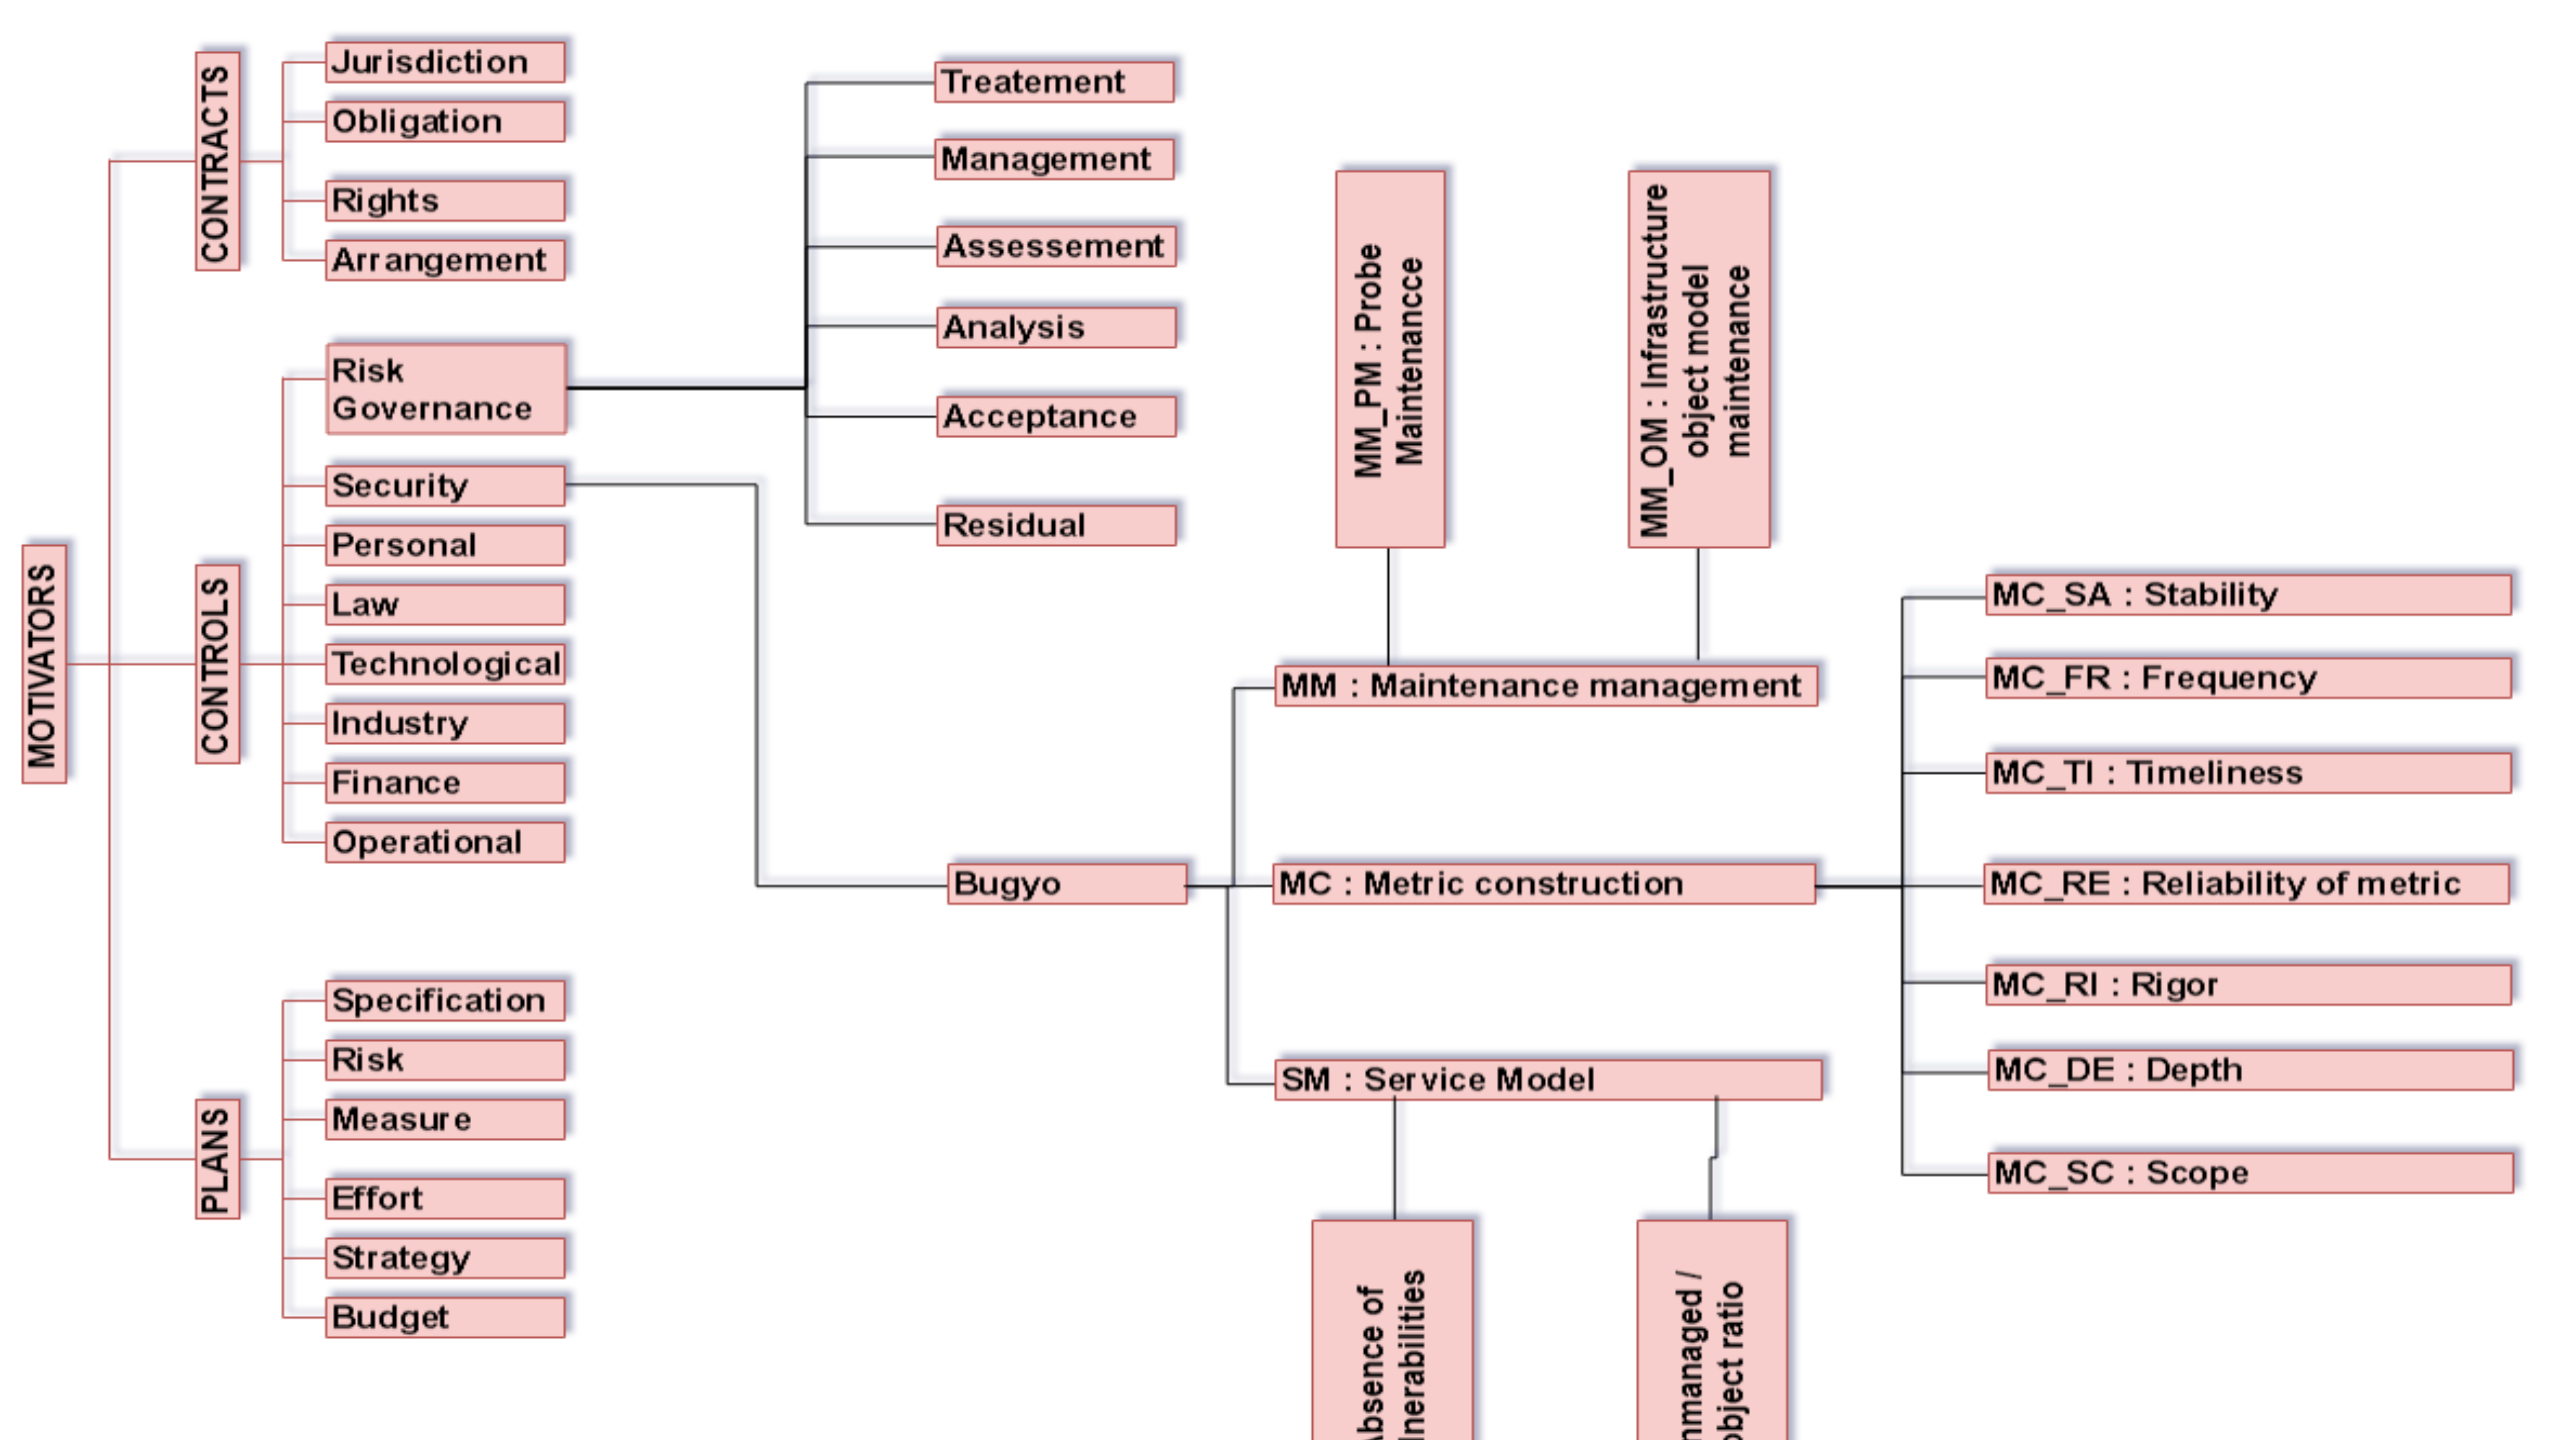 MOTIVATORS
CONTRACTS
Jurisdiction
Obligation
Rights
Arrangement
CONTROLS
Risk
Governance
Security
Personal
Law
Technological
Industry
Finance
Operational
PLANS
Specification
Risk
Measure
Effort
Strategy
Budget
Treatement
Management
Assessement
Analysis
Acceptance
Residual
Bugyo
MM_PM : Probe
Maintenancce
MM_OM : Infrastructure
object model
maintenance
MM : Maintenance management
MC : Metric construction
SM : Service Model
of
/
ratio
MC_SA : Stability
MC_FR : Frequency
MC_TI : Timeliness
MC_RE : Reliability of metric
MC_RI : Rigor
MC_DE : Depth
MC_SC : Scope